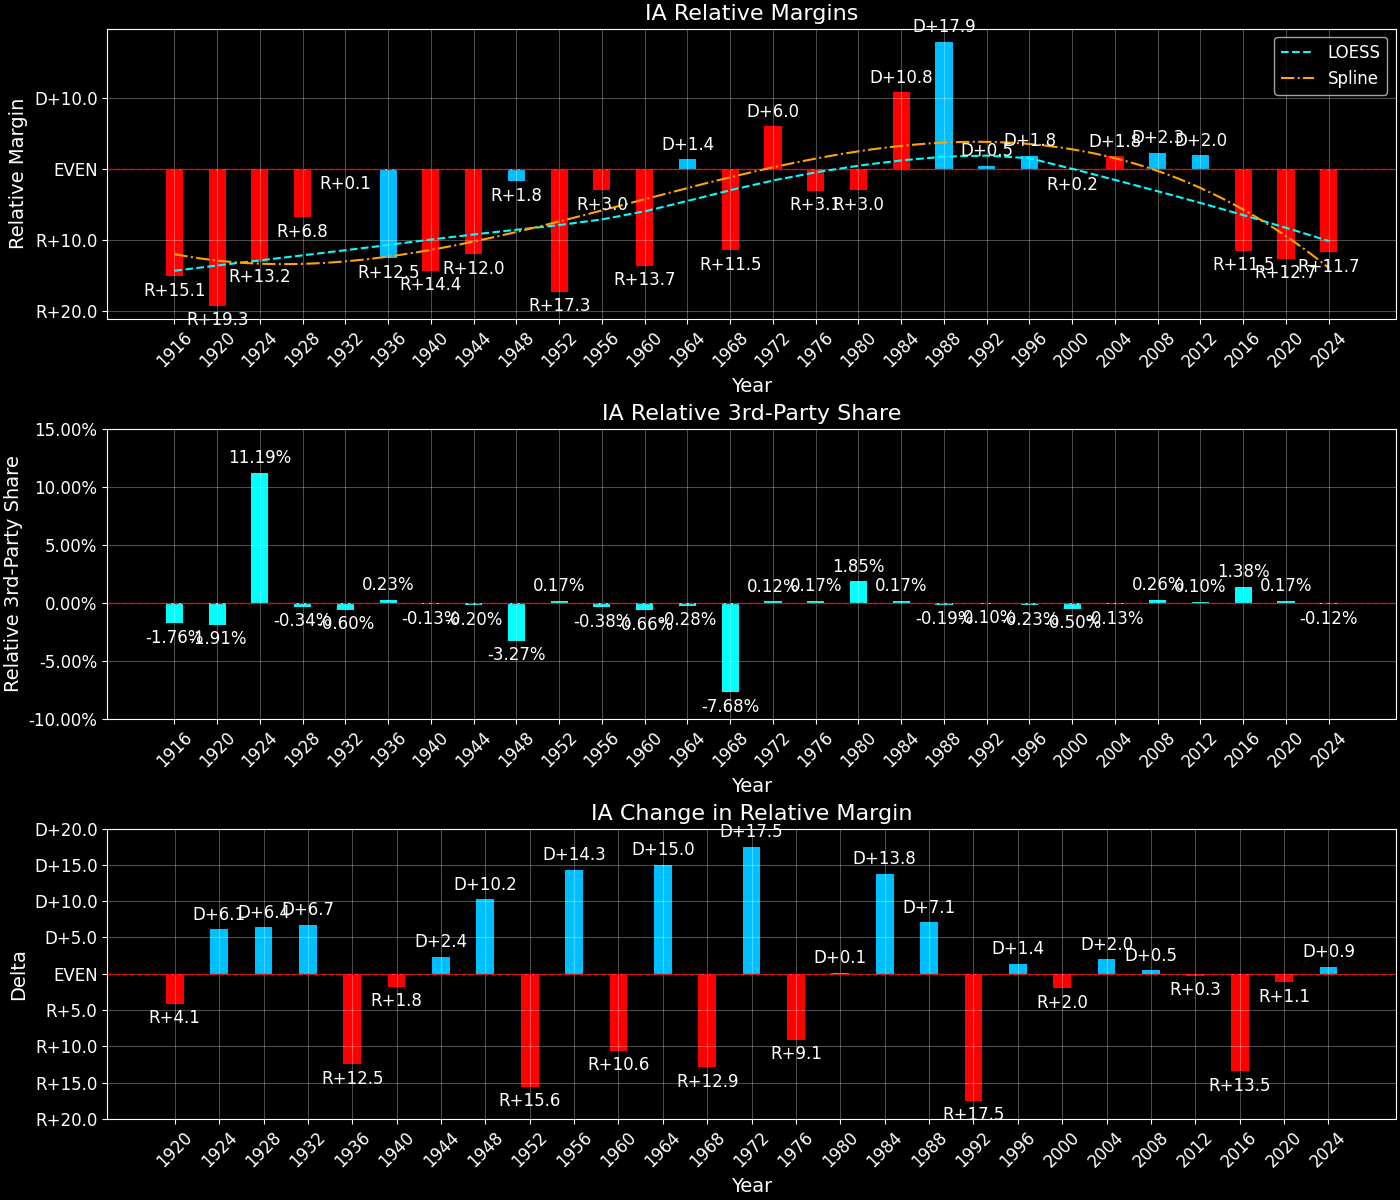 IA Relative Margins
Relative Margin
D+10.0
EVEN
R+10.0
R+20.0
R+15.1
R+19.3
R+13.2
R+6.8
R+0.1
R+12.5
R+14.4
R+12.0
R+1.8
R+17.3
R+3.0
R+13.7
D+1.4
R+11.5
D+6.0
R+3.1
R+3.0
D+10.8
D+17.9
D+0.5
D+1.8
R+0.2
D+1.8
D+2.3
D+2.0
R+11.5
R+12.7
R+11.7
LOESS
Spline
1916 1920 1924 1928 1932 1936 1940 1944 1948 1952 1956 1960 1964 1968 1972 1976 1980 1984 1988 1992 1996 2000 2004 2008 2012 2016 2020 2024
Year
IA Relative 3rd-Party Share
Relative 3rd-Party Share
15.00%
10.00%
5.00%
0.00%
-5.00%
-10.00%
-1.76%
-1.91%
11.19%
-0.34%
-0.60%
0.23%
-0.13%
-0.20%
-3.27%
0.17%
-0.38%
-0.66%
-0.28%
-7.68%
0.12%
0.17%
1.85%
0.17%
-0.19%
-0.10%
-0.23%
-0.50%
-0.13%
0.26%
0.10%
1.38%
0.17%
-0.12%
1916 1920 1924 1928 1932 1936 1940 1944 1948 1952 1956 1960 1964 1968 1972 1976 1980 1984 1988 1992 1996 2000 2004 2008 2012 2016 2020 2024
Year
IA Change in Relative Margin
Delta
D+20.0
D+15.0
D+10.0
D+5.0
EVEN
R+5.0
R+10.0
R+15.0
R+20.0
R+4.1
D+6.1
D+6.4
D+6.7
R+12.5
R+1.8
D+2.4
D+10.2
R+15.6
D+14.3
R+10.6
D+15.0
R+12.9
D+17.5
R+9.1
D+0.1
D+13.8
D+7.1
R+17.5
D+1.4
R+2.0
D+2.0
D+0.5
R+0.3
R+13.5
R+1.1
D+0.9
1920 1924 1928 1932 1936 1940 1944 1948 1952 1956 1960 1964 1968 1972 1976 1980 1984 1988 1992 1996 2000 2004 2008 2012 2016 2020 2024
Year